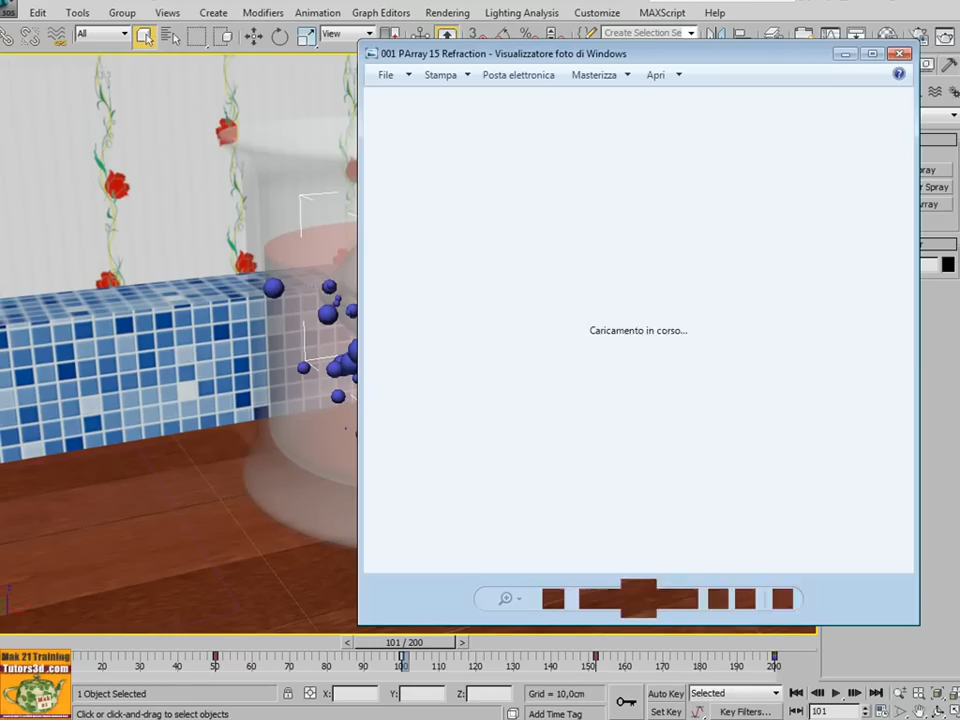 Edit Tools Group Views Create Modifiers Animation Graph Editors Rendering Lighting Analysis Customize MAXScript Help
All View Create Selection Se
001 PArray 15 Refraction - Visualizzatore foto di Windows
File Stampa Posta elettronica Masterizza Apri
Caricamento in corso...
101 / 200
20 30 40 50 60 70 80 90 100 110 120 130 140 150 160 170 180 190 200
Mak 21 Training
Tutors3d .com
1 Object Selected X: Y: Z: Grid = 10,0cm Auto Key Selected
Click or click-and-drag to select objects Add Time Tag Set Key Key Filters... 101